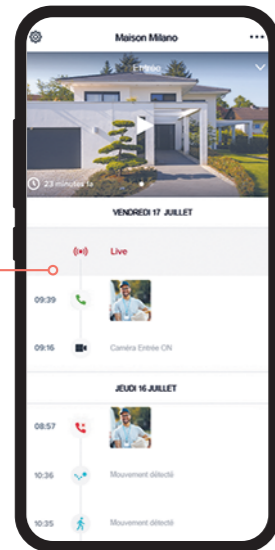 Maison Milano
Entrée
23 minutes la
VENDREDI 17 JUILLET
Live
09:39
09:16 Caméra Entrée ON
JEUDI 16 JUILLET
08:57
10:36 Mouvement détecté
10:35 Mouvement détecté